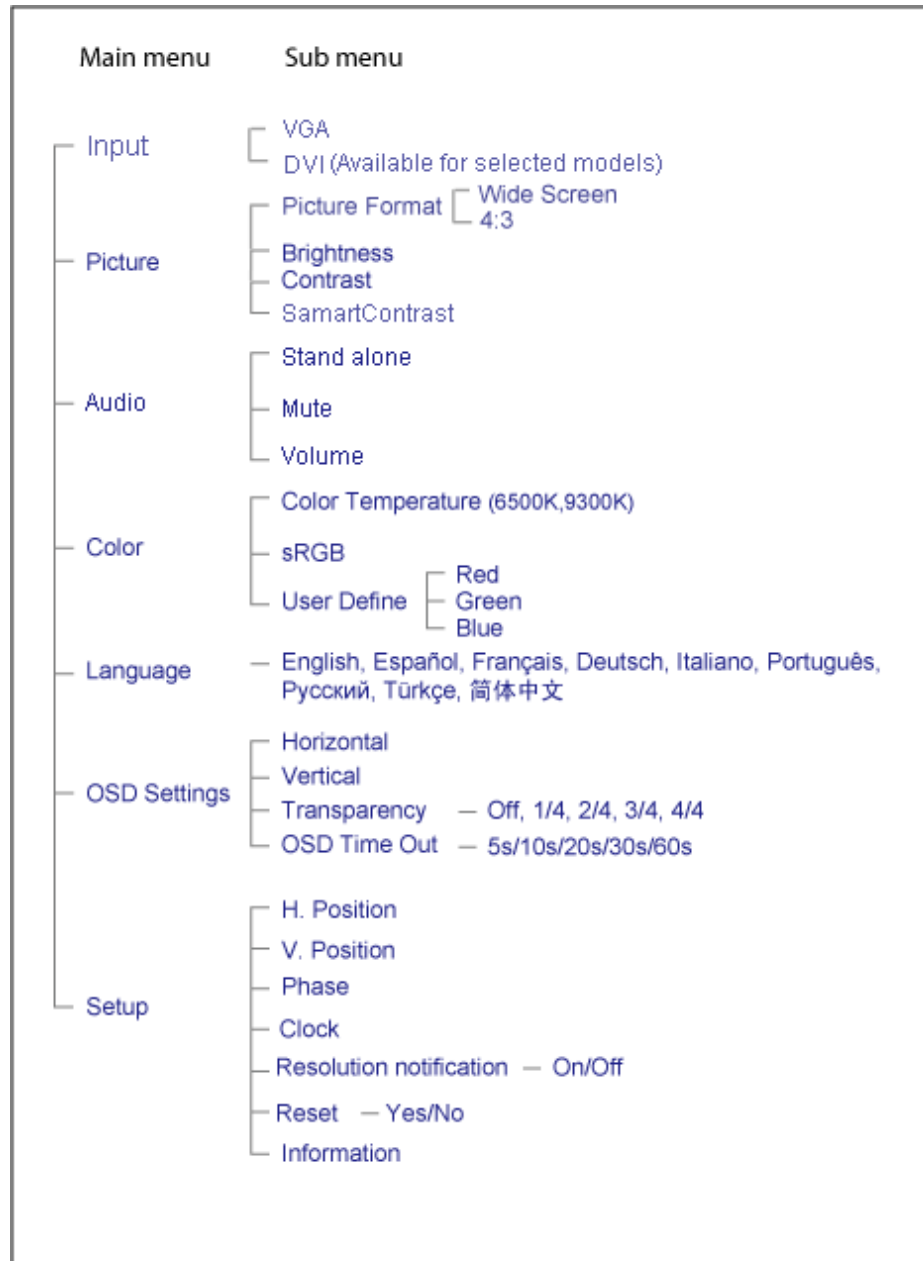 Main menu Sub menu
Input
VGA
DVI (Available for selected models)
Picture
Picture Format
Wide Screen
4:3
Brightness
Contrast
SamartContrast
Audio
Stand alone
Mute
Volume
Color
Color Temperature (6500K,9300K)
sRGB
User Define
Red
Green
Blue
Language
English, Español, Français, Deutsch, Italiano, Português,
Русский, Türkçe, 简体中文
OSD Settings
Horizontal
Vertical
Transparency — Off, 1/4, 2/4, 3/4, 4/4
OSD Time Out — 5s/10s/20s/30s/60s
Setup
H. Position
V. Position
Phase
Clock
Resolution notification — On/Off
Reset — Yes/No
Information